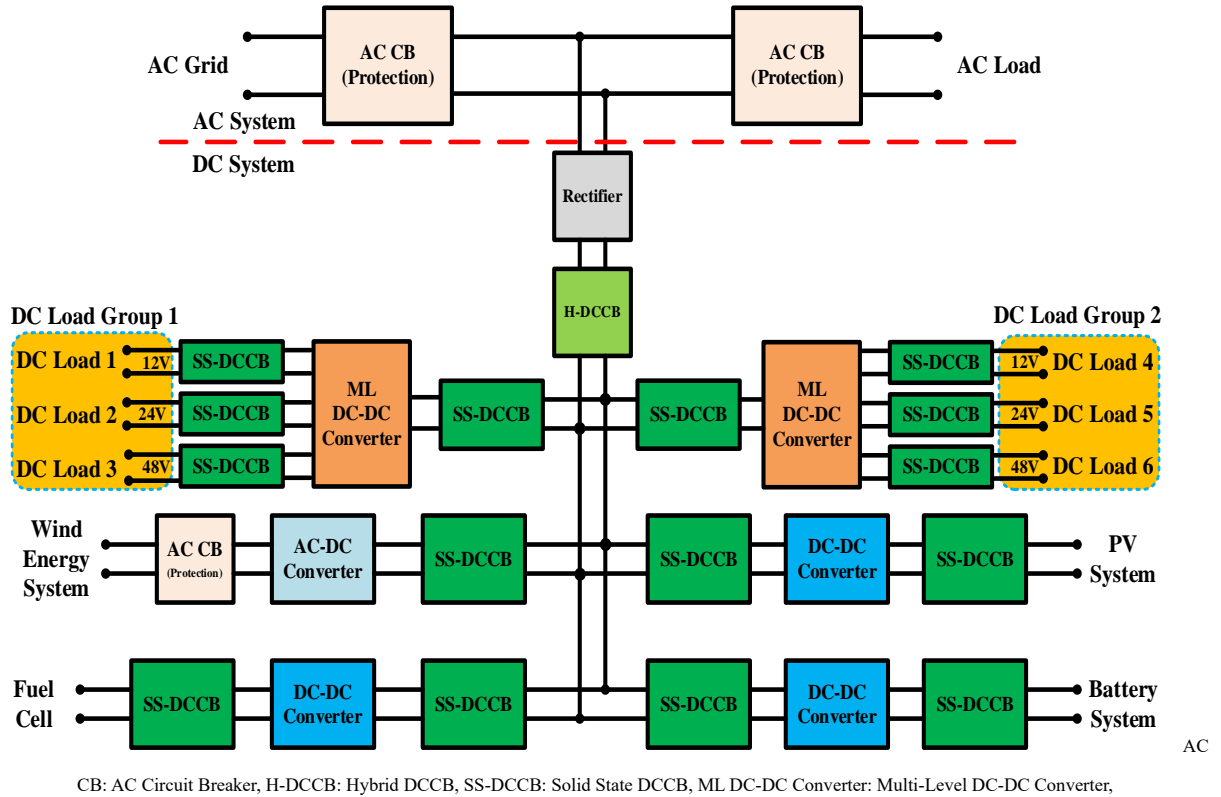 AC Grid
AC CB
(Protection)
AC CB
(Protection)
AC Load
AC System
DC System
Rectifier
H-DCCB
DC Load Group 1
DC Load 1
12V
SS-DCCB
DC Load 2
24V
SS-DCCB
DC Load 3
48V
SS-DCCB
ML
DC-DC
Converter
SS-DCCB
SS-DCCB
ML
DC-DC
Converter
DC Load Group 2
SS-DCCB
12V
DC Load 4
SS-DCCB
24V
DC Load 5
SS-DCCB
48V
DC Load 6
Wind
Energy
System
AC CB
(Protection)
AC-DC
Converter
SS-DCCB
SS-DCCB
DC-DC
Converter
SS-DCCB
PV
System
Fuel
Cell
SS-DCCB
DC-DC
Converter
SS-DCCB
SS-DCCB
DC-DC
Converter
SS-DCCB
Battery
System
AC
CB: AC Circuit Breaker, H-DCCB: Hybrid DCCB, SS-DCCB: Solid State DCCB, ML DC-DC Converter: Multi-Level DC-DC Converter,